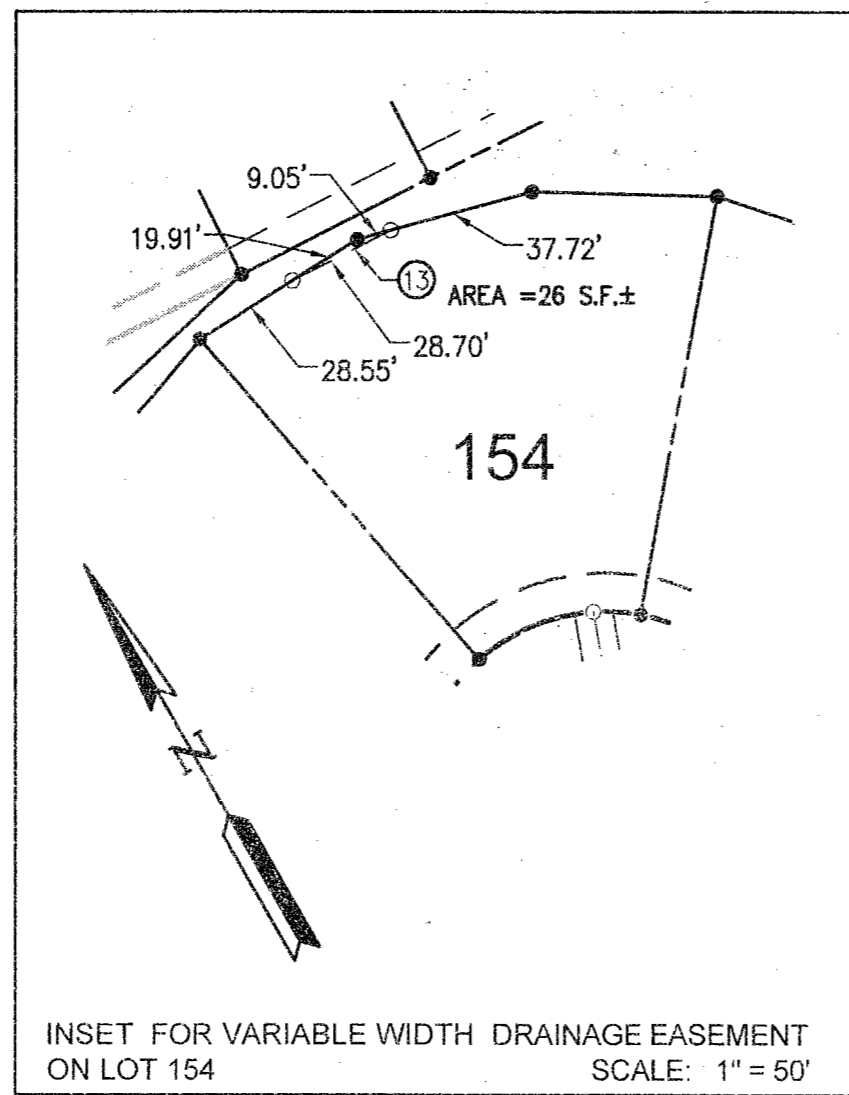 9.05'
19.91'
37.72'
13
AREA =26 S.F.±
28.70'
28.55'
154
N
INSET FOR VARIABLE WIDTH DRAINAGE EASEMENT
ON LOT 154 SCALE: 1" = 50'